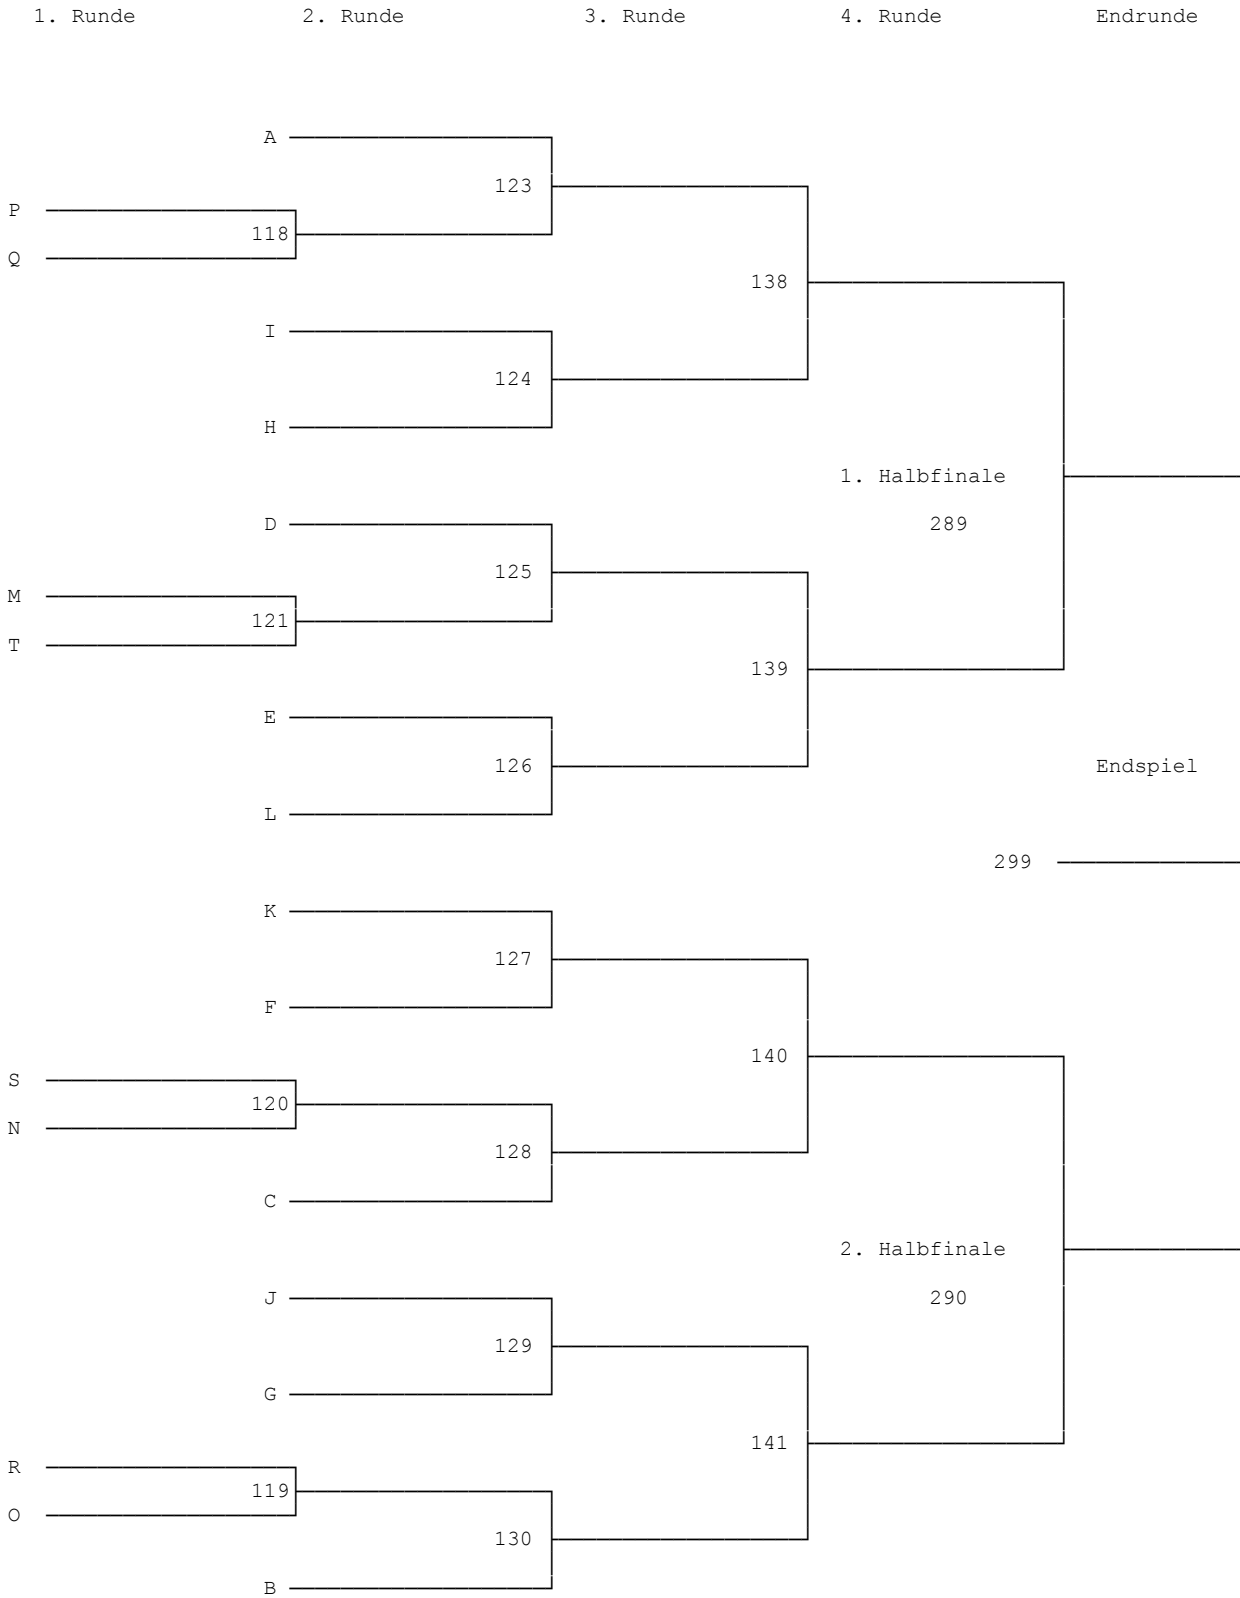 1. Runde 2. Runde 3. Runde 4. Runde Endrunde
A
123
P
118
Q
138
I
124
H
1. Halbfinale
D 289
125
M
121
T
139
E
126 Endspiel
L
299
K
127
F
140
S
120
N
128
C
2. Halbfinale
J 290
129
G
141
R
119
O
130
B